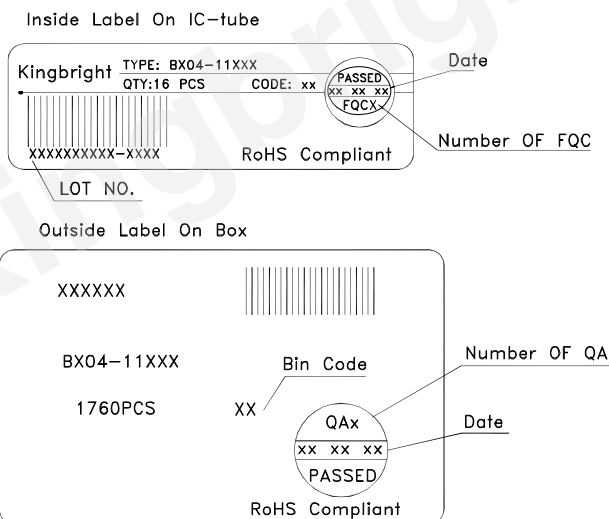 Inside Label On IC-tube
Kingbright
TYPE: BX04-11XXX
QTY:16 PCS CODE: xx
PASSED
xx xx xx
FQCX
Date
Number OF FQC
XXXXXXXXXX-XXXX
RoHS Compliant
LOT NO.
Outside Label On Box
XXXXXX
BX04-11XXX
Bin Code
Number OF QA
1760PCS
XX
QAx
Date
xx xx xx
PASSED
RoHS Compliant
kingbright